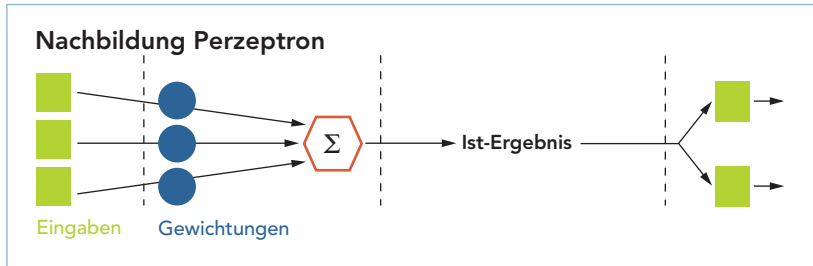 Nachbildung Perzeptron
Σ
Ist-Ergebnis
Eingaben
Gewichtungen